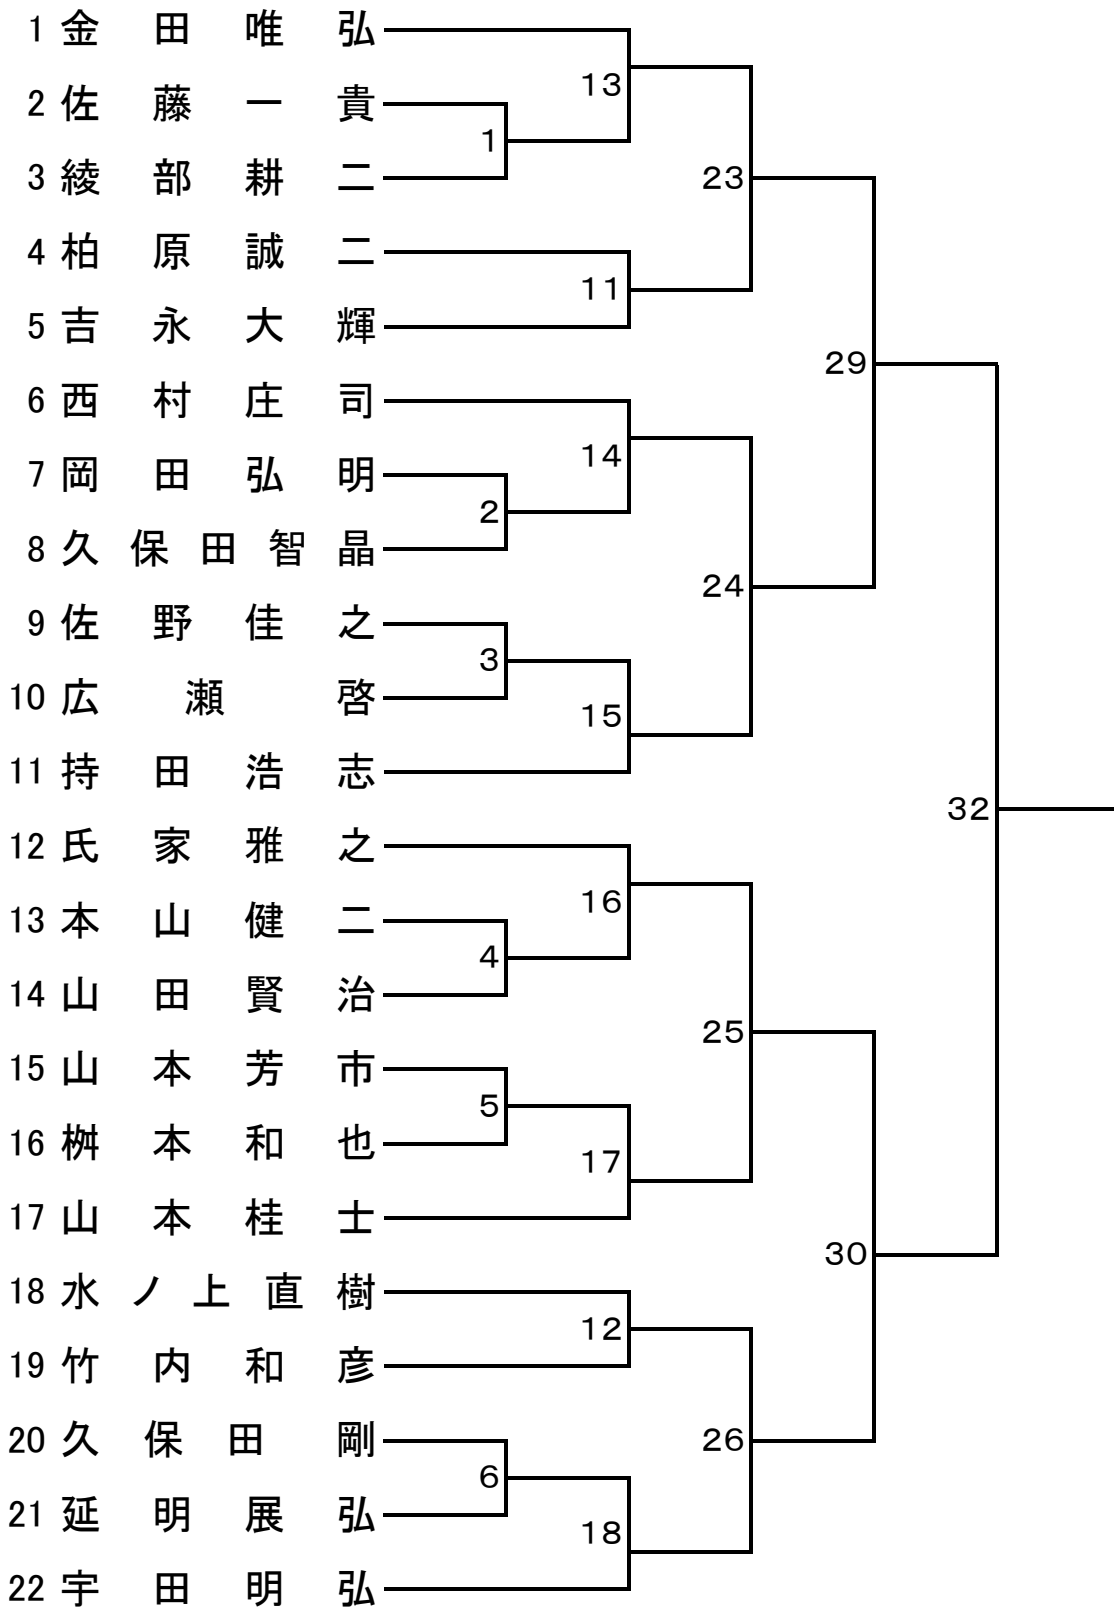 1 金田唯弘
13
2 佐藤一貴
1
3 綾部耕二
23
4 柏原誠二
11
5 吉永大輝
29
6 西村庄司
14
7 岡田弘明
2
8 久保田智晶
24
9 佐野佳之
3
10 広瀬啓
15
11 持田浩志
32
12 氏家雅之
16
13 本山健二
4
14 山田賢治
25
15 山本芳市
5
16 桝本和也
17
17 山本桂士
30
18 水ノ上直樹
12
19 竹内和彦
20 久保田剛
26
6
21 延明展弘
18
22 宇田明弘